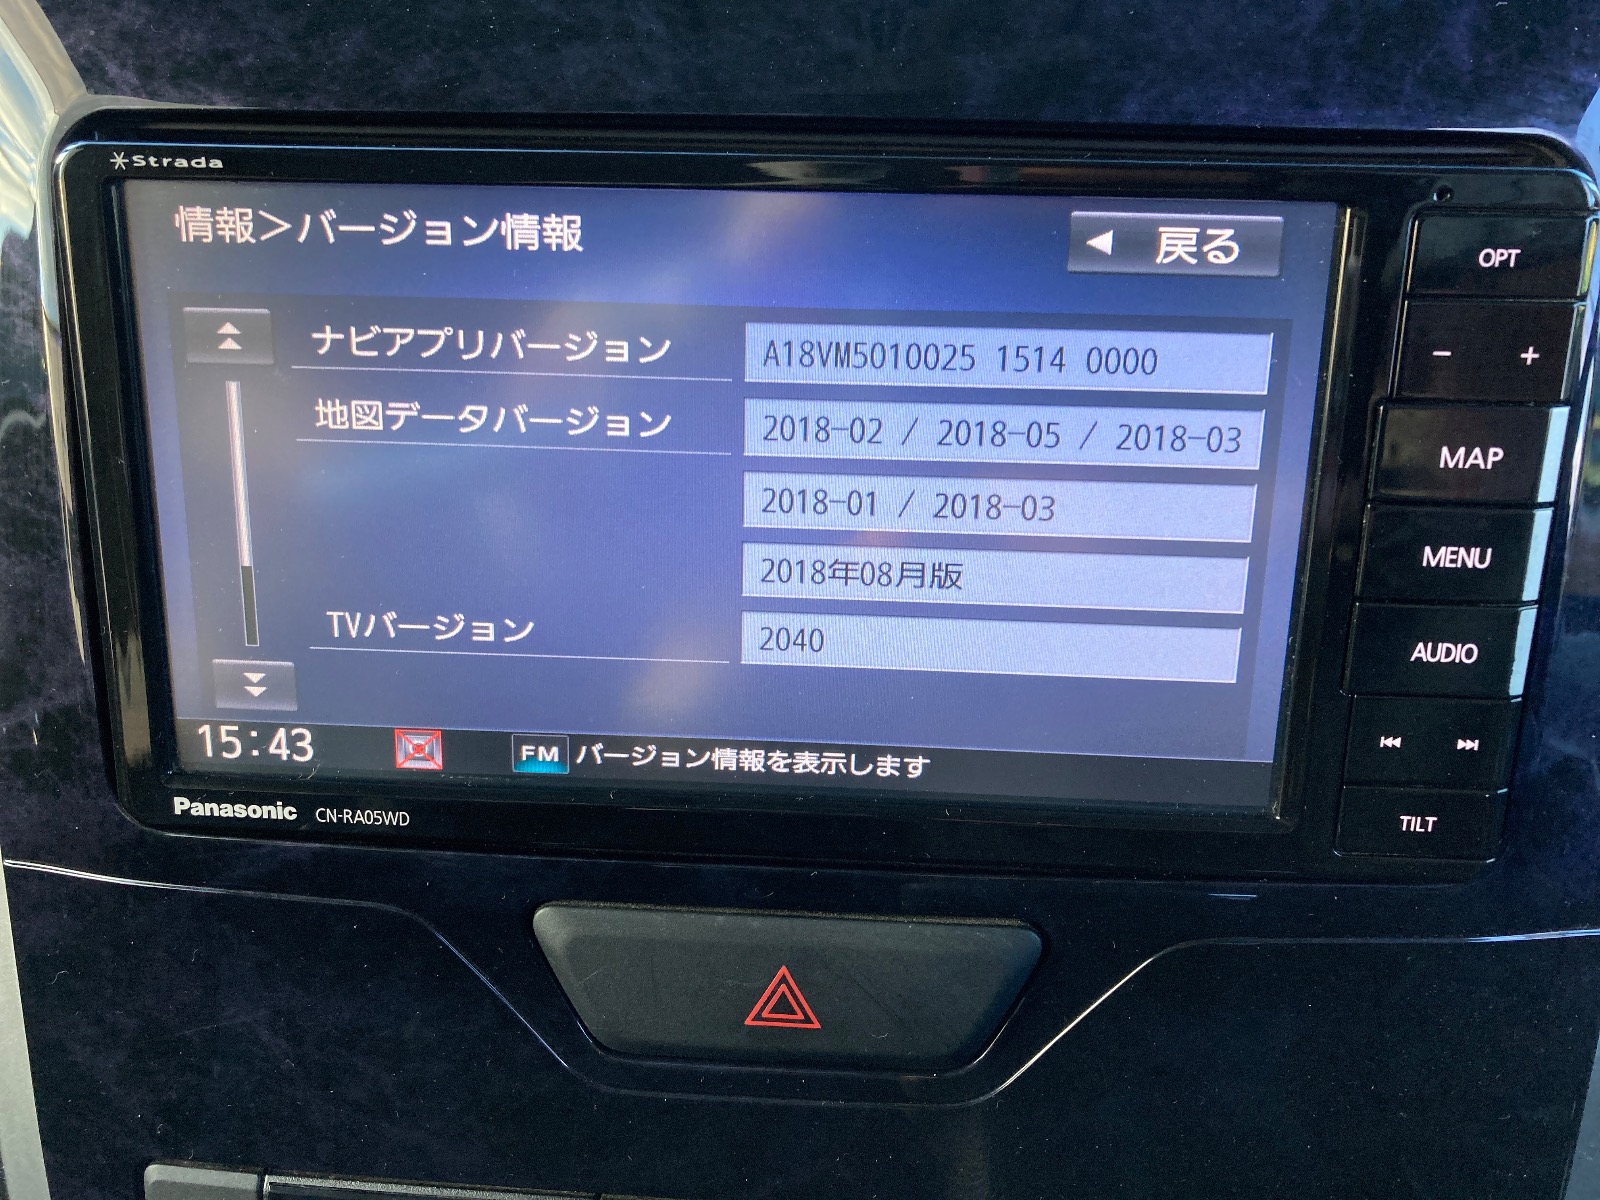 Strada
情報>バージョン情報
戻る
ナビアプリバージョン A18VM5010025 1514 0000
地図データバージョン 2018-02 / 2018-05 / 2018-03
2018-01 / 2018-03
2018年08月版
TVバージョン 2040
15:43 FM バージョン情報を表示します
Panasonic CN-RA05WD
OPT
− +
MAP
MENU
AUDIO
TILT